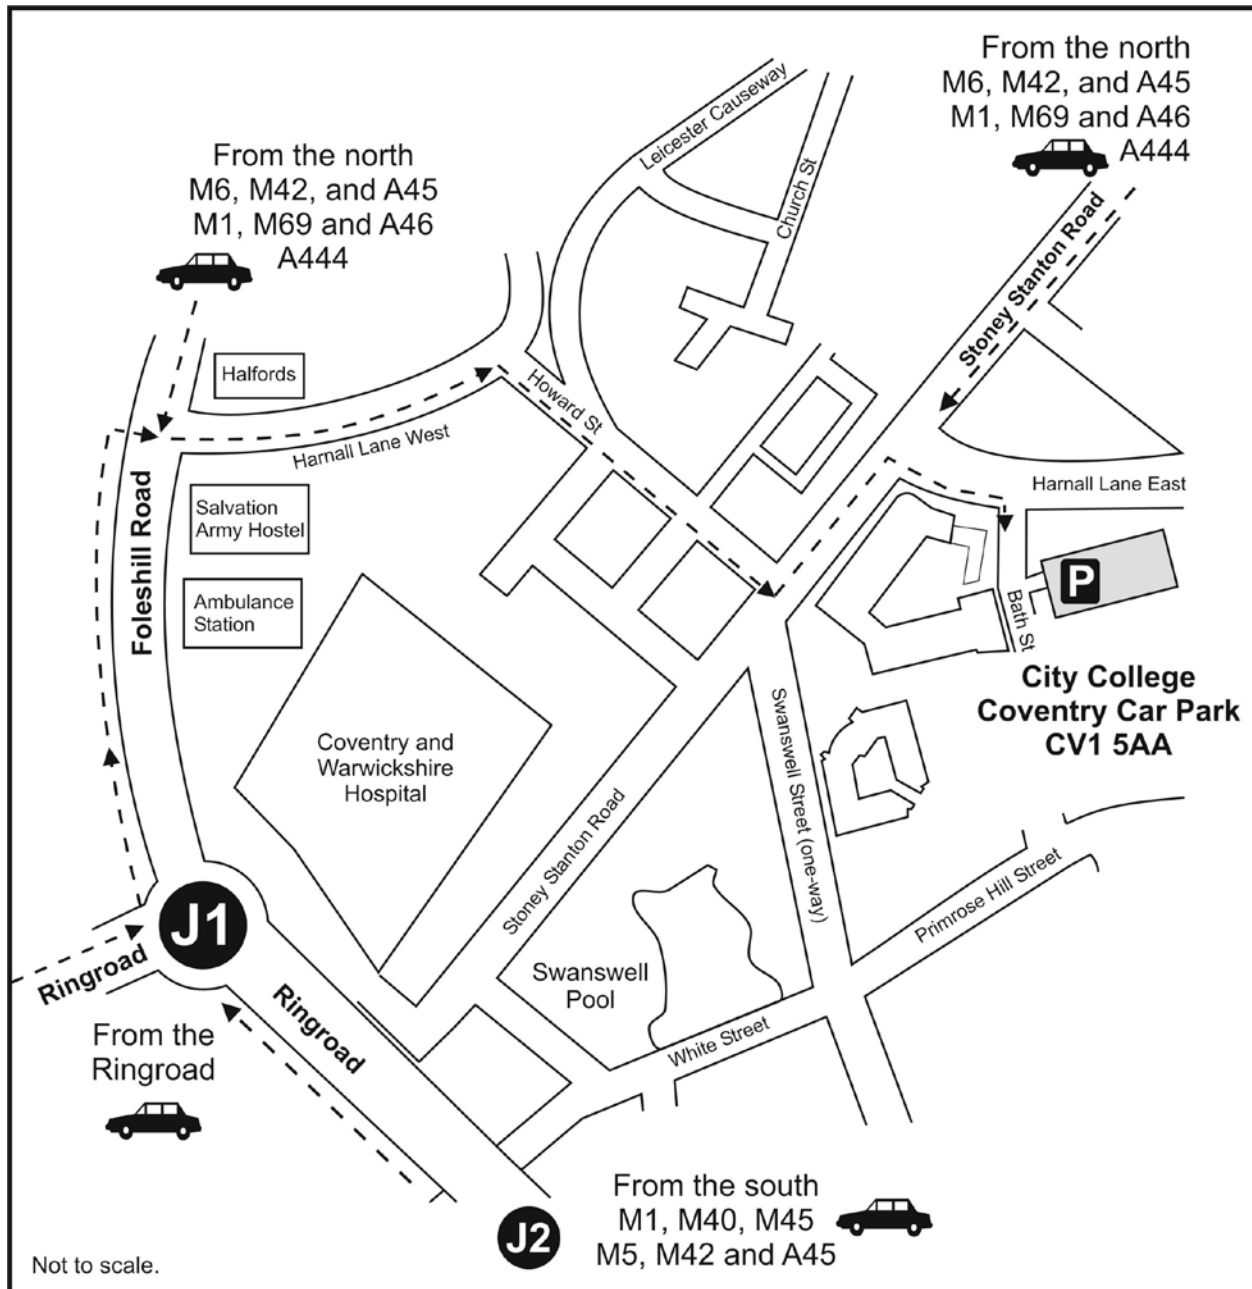 From the north
M6, M42, and A45
M1, M69 and A46
A444
From the north
M6, M42, and A45
M1, M69 and A46
A444
Leicester Causeway
Church St
Stoney Stanton Road
Halfords
Harnall Lane West
Howard St
Harnall Lane East
Foleshill Road
Salvation
Army Hostel
Ambulance
Station
P
Bath St
City College
Coventry Car Park
CV1 5AA
Coventry and
Warwickshire
Hospital
Stoney Stanton Road
Swanswell Street (one-way)
Primrose Hill Street
J1
Ringroad
Ringroad
Swanswell
Pool
White Street
From the
Ringroad
J2
From the south
M1, M40, M45
M5, M42 and A45
Not to scale.